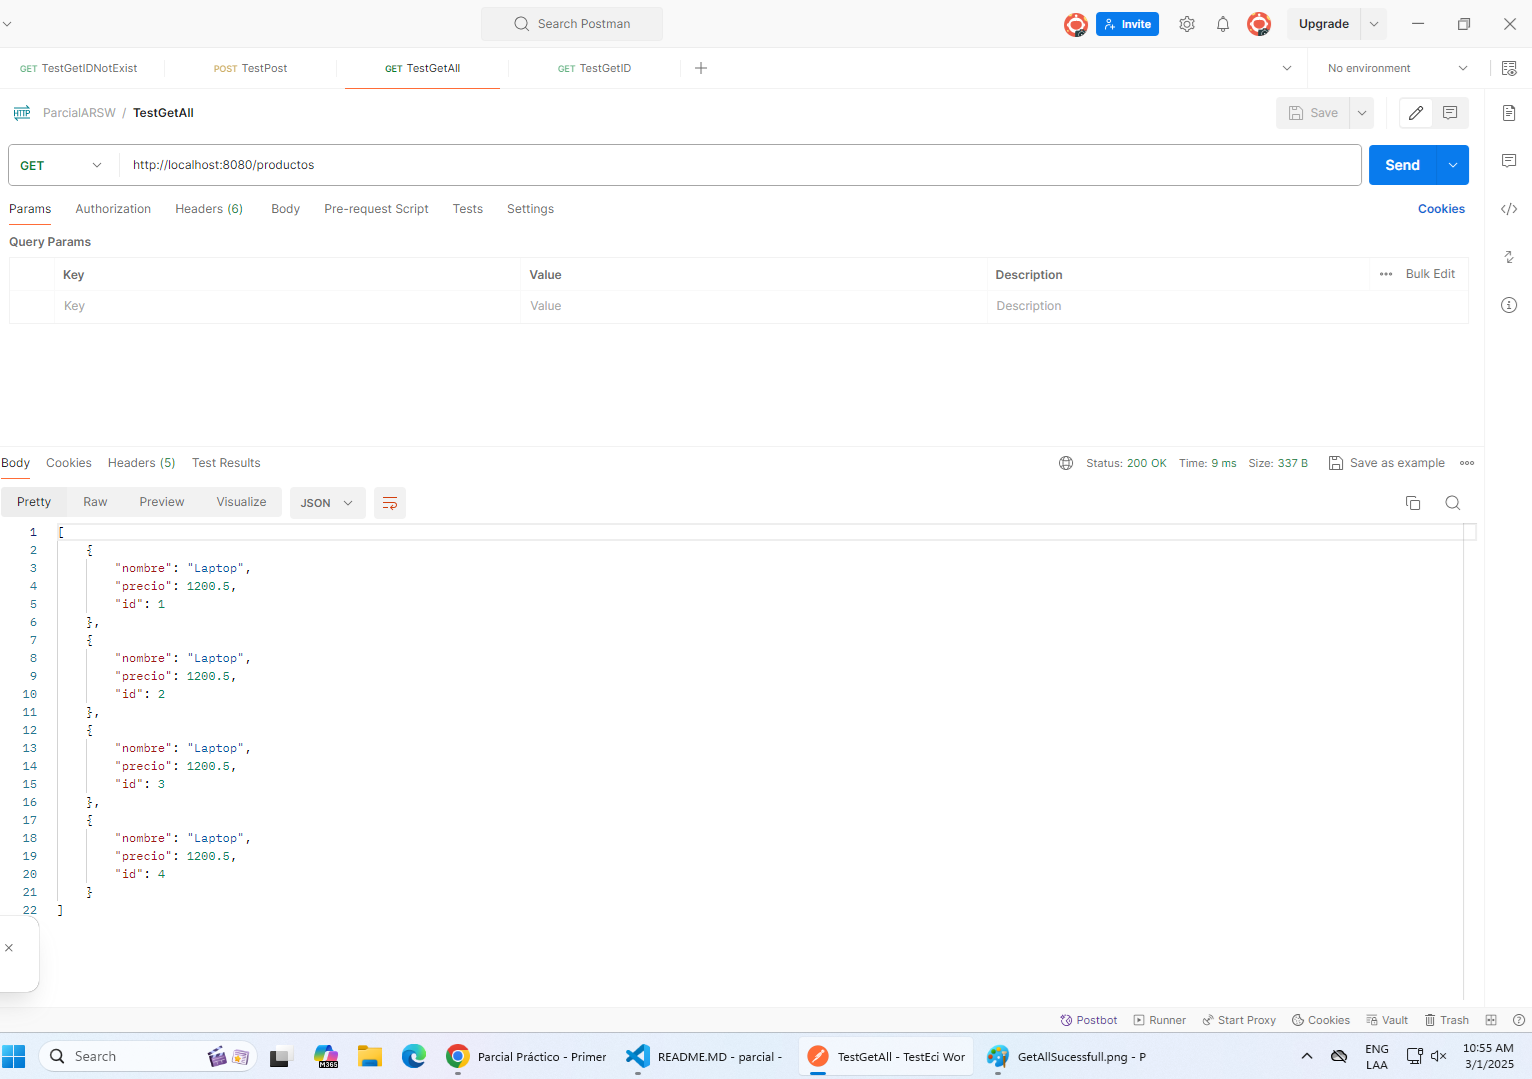 Search Postman
Invite
Upgrade
GET TestGetIDNotExist
POST TestPost
GET TestGetAll
GET TestGetID
No environment
HTTP ParcialARSW / TestGetAll
Save
GET http://localhost:8080/productos
Send
Params Authorization Headers (6) Body Pre-request Script Tests Settings Cookies
Query Params
Key Value Description Bulk Edit
Key Value Description
Body Cookies Headers (5) Test Results Status: 200 OK Time: 9 ms Size: 337 B Save as example
Pretty Raw Preview Visualize JSON
1 [
2 {
3 "nombre": "Laptop",
4 "precio": 1200.5,
5 "id": 1
6 },
7 {
8 "nombre": "Laptop",
9 "precio": 1200.5,
10 "id": 2
11 },
12 {
13 "nombre": "Laptop",
14 "precio": 1200.5,
15 "id": 3
16 },
17 {
18 "nombre": "Laptop",
19 "precio": 1200.5,
20 "id": 4
21 }
22 ]
Postbot Runner Start Proxy Cookies Vault Trash
Search
M365
Parcial Práctico - Primer
README.MD - parcial -
TestGetAll - TestEci Wor
GetAllSucessfull.png - P
ENG
LAA
10:55 AM
3/1/2025